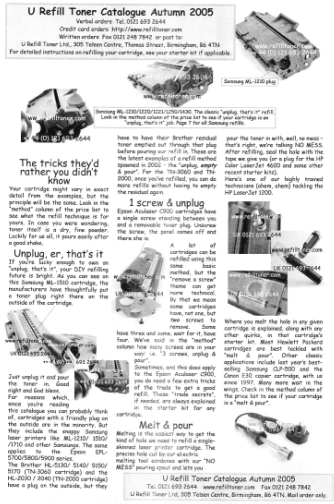 U Refill Toner Catalogue Autumn 2005
Verbal orders: Tel. 0121 693 2644
Credit card orders: http://www.refilltoner.com
Written orders: Fax 0121 248 7842 or post to:
U Refill Toner Ltd, 305 Telsen Centre, Thomas Street, Birmingham, B6 4TN
For detailed instructions on refilling your cartridge, see your starter kit if applicable.
Samsung ML-1210 plug
Samsung ML-1210/1220/1221/1250/1430. The classic "unplug, that's it" refill.
Look in the method column of the price list to see if your cartridge is an
"unplug, that's it" job. Page 7 for all Samsung refills.
The tricks they'd
rather you didn't
know
Your cartridge might vary in exact
detail from the examples, but the
principle will be the same. Look in the
"method" column of the price list to
see what the refill technique is for
yours. In case you were wondering,
toner itself is a dry, fine powder.
Luckily for us all, it pours easily after
a good shake.
Unplug, er, that's it
If you're lucky enough to own an
"unplug, that's it", your DIY refilling
future is bright. As you can see on
this Samsung ML-1510 cartridge, the
manufacturers have thoughtfully put
a toner plug right there on the
outside of the cartridge.
Just unplug it and pour
the toner in. Good
night and God bless.
For reasons which,
since you're reading
this catalogue you can probably think
of, cartridges with a friendly plug on
the outside are in the minority. But
they include the snappy Samsung
laser printers like ML-1210/ 1510
/1710 and other Samsungs. The same
applies to the Epson EPL-
5700/5800/5900 series.
The Brother HL-5130/ 5140/ 5150/
5170 (TN-3060 cartridge) and the
HL-2030 / 2040 (TN-2000 cartridge)
have a plug on the outside, but they
have to have their Brother residual
toner emptied out through that plug
before pouring our refill in. These are
the latest examples of a refill method
spawned in 2002 - the "unplug, empty
& pour". For the TN-3060 and TN-
2000, once you've refilled, you can do
more refills without having to empty
the residual again.
1 screw & unplug
Epson Aculaser C900 cartridges have
a single screw standing between you
and a removable toner plug. Unscrew
the screw, the panel comes off and
there she is.
A lot of
cartridges can be
refilled using this
same basic
method, but the
"remove a screw"
theme can get
more technical.
By that we mean
some cartridges
have, not one, but
two screws to
remove. Some
have three and some, wait for it, have
four. We've said in the "method"
column how many screws are in your
way i.e. "3 screws, unplug &
pour".
Sometimes, and this does apply
to the Epson Aculaser C900,
you do need a few extra tricks
of the trade to get a good
refill. These "trade secrets",
if needed, are always explained
in the starter kit for any
cartridge.
Melt & pour
Melting is the easiest way to get the
kind of hole we need to refill a single-
skinned laser printer cartridge. The
precise hole cut by our electric
melting tool combines with our "NO
MESS" pouring spout and lets you
pour the toner in with, well, no mess -
that's right, we're talking NO MESS.
After refilling, seal the hole with the
tape we give you (or a plug for the HP
Color LaserJet 4600 and some other
recent starter kits).
Here's one of our highly trained
technicians (ahem, ahem) tackling the
HP LaserJet 1200.
Where you melt the hole in any given
cartridge is explained, along with any
other quirks, in that cartridge's
starter kit. Most Hewlett Packard
cartridges are best tackled with
"melt & pour". Other classic
applications include last year's best-
selling Samsung CLP-500 and the
Canon E30 copier cartridge, with us
since 1997. Many more wait in the
wings. Check in the method column of
the price list to see if your cartridge
is a "melt & pour".
U Refill Toner Catalogue Autumn 2005
Tel. 0121 693 2644 www.refilltoner.com Fax 0121 248 7842
U Refill Toner Ltd, 305 Telsen Centre, Birmingham, B6 4TN. Mail order only